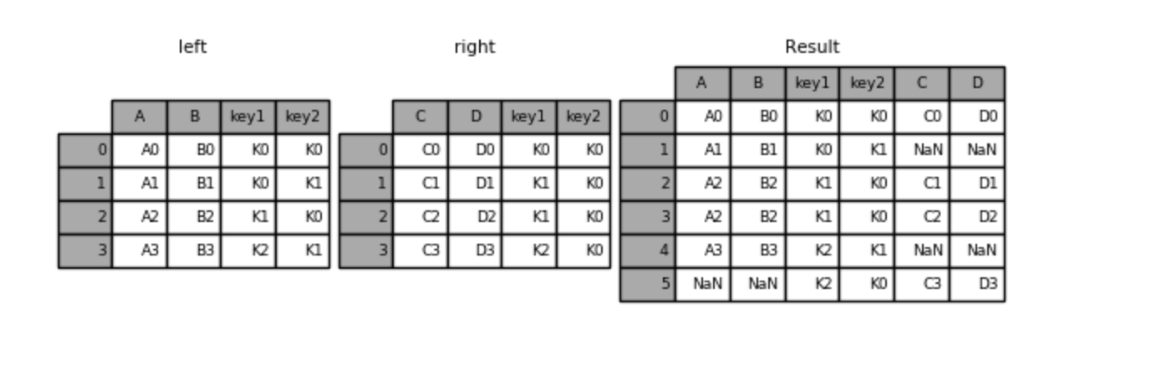 left right Result
A B key1 key2 C D
A B key1 key2 C D key1 key2 0 A0 B0 K0 K0 C0 D0
0 A0 B0 K0 K0 0 C0 D0 K0 K0 1 A1 B1 K0 K1 NaN NaN
1 A1 B1 K0 K1 1 C1 D1 K1 K0 2 A2 B2 K1 K0 C1 D1
2 A2 B2 K1 K0 2 C2 D2 K1 K0 3 A2 B2 K1 K0 C2 D2
3 A3 B3 K2 K1 3 C3 D3 K2 K0 4 A3 B3 K2 K1 NaN NaN
5 NaN NaN K2 K0 C3 D3